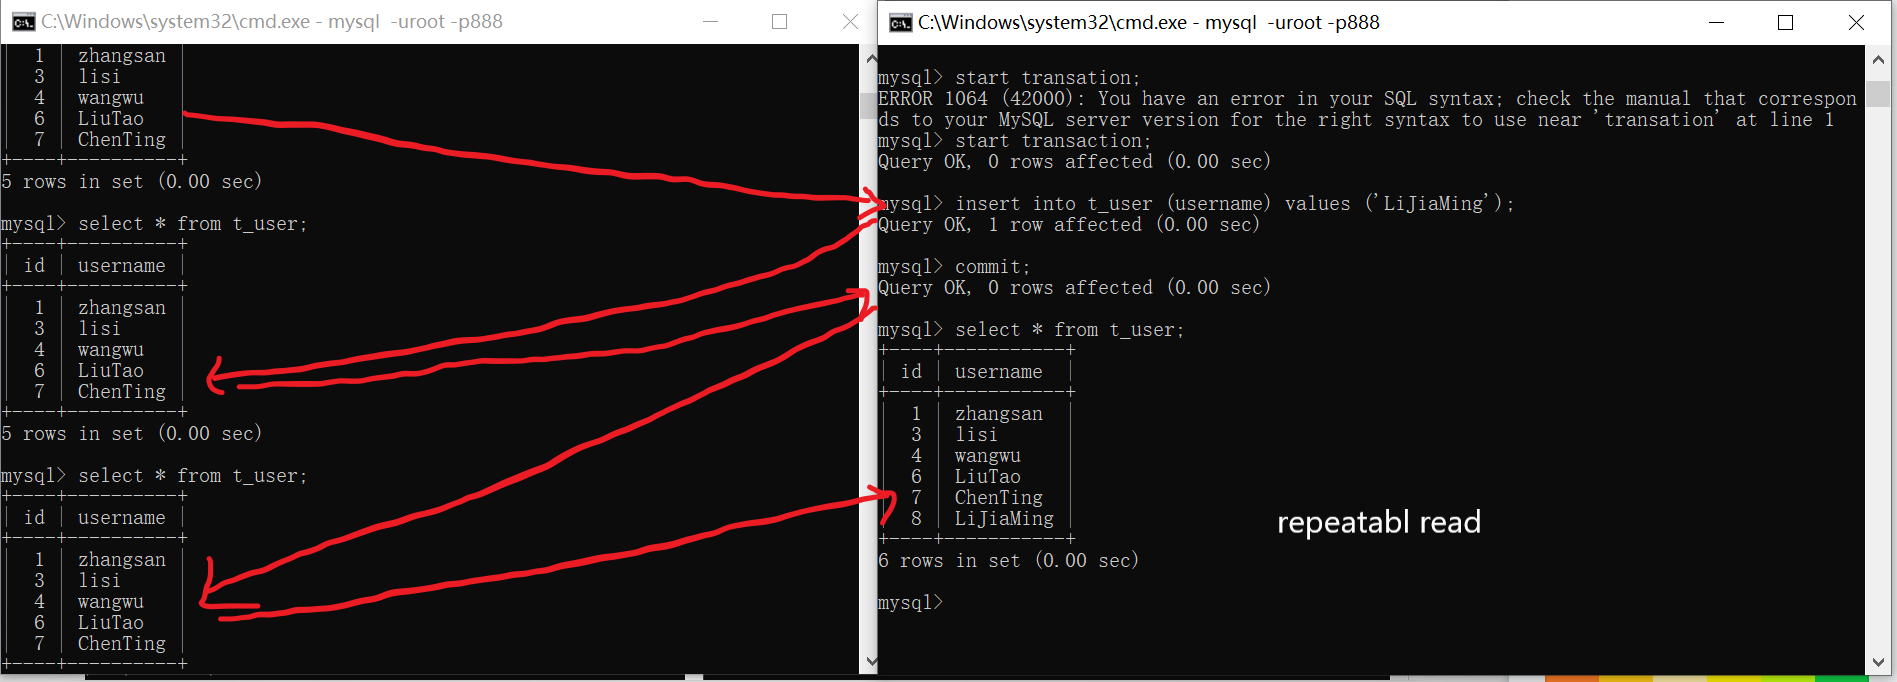 C:\Windows\system32\cmd.exe - mysql  -uroot -p888
| 1 | zhangsan |
| 3 | lisi |
| 4 | wangwu |
| 6 | LiuTao |
| 7 | ChenTing |
+----+----------+
5 rows in set (0.00 sec)
mysql> select * from t_user;
+----+----------+
| id | username |
+----+----------+
| 1 | zhangsan |
| 3 | lisi |
| 4 | wangwu |
| 6 | LiuTao |
| 7 | ChenTing |
+----+----------+
5 rows in set (0.00 sec)
mysql> select * from t_user;
+----+----------+
| id | username |
+----+----------+
| 1 | zhangsan |
| 3 | lisi |
| 4 | wangwu |
| 6 | LiuTao |
| 7 | ChenTing |
+----+----------+
C:\Windows\system32\cmd.exe - mysql  -uroot -p888
mysql> start transation;
ERROR 1064 (42000): You have an error in your SQL syntax; check the manual that correspon
ds to your MySQL server version for the right syntax to use near 'transation' at line 1
mysql> start transaction;
Query OK, 0 rows affected (0.00 sec)
mysql> insert into t_user (username) values ('LiJiaMing');
Query OK, 1 row affected (0.00 sec)
mysql> commit;
Query OK, 0 rows affected (0.00 sec)
mysql> select * from t_user;
+----+-----------+
| id | username |
+----+-----------+
| 1 | zhangsan |
| 3 | lisi |
| 4 | wangwu |
| 6 | LiuTao |
| 7 | ChenTing |
| 8 | LiJiaMing |
+----+-----------+
6 rows in set (0.00 sec)
mysql>
repeatabl read